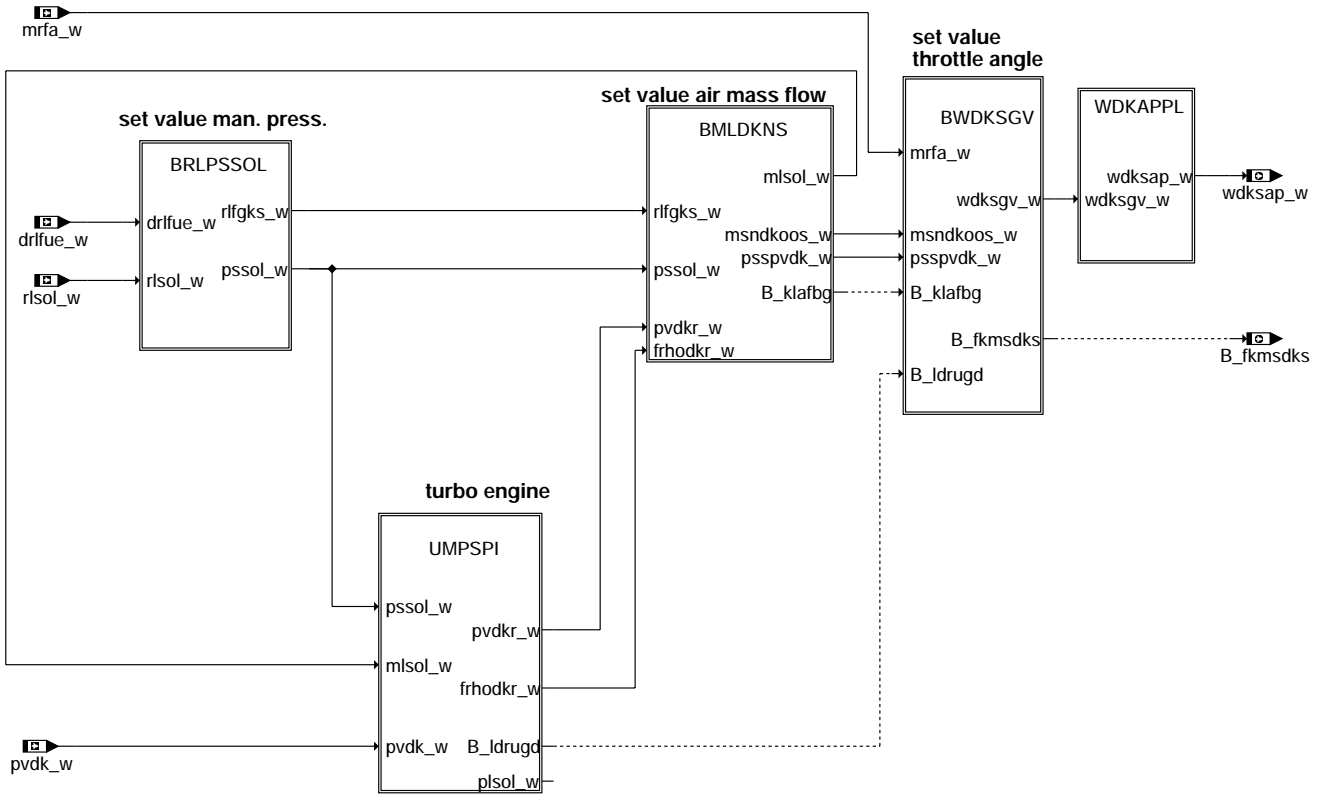 mrfa_w
set value
throttle angle
set value air mass flow
set value man. press.
BRLPSSOL
drlfue_w
rlsol_w
drlfue_w
rlfgks_w
pssol_w
rlsol_w
BMLDKNS
mlsol_w
rlfgks_w
msndkoos_w
psspvdk_w
pssol_w
B_klafbg
pvdkr_w
frhodkr_w
BWDKSGV
mrfa_w
wdksgv_w
msndkoos_w
psspvdk_w
B_klafbg
B_fkmsdks
B_ldrugd
WDKAPPL
wdksap_w
wdksgv_w
wdksap_w
B_fkmsdks
turbo engine
UMPSPI
pssol_w
pvdkr_w
mlsol_w
frhodkr_w
pvdk_w
B_ldrugd
plsol_w
pvdk_w